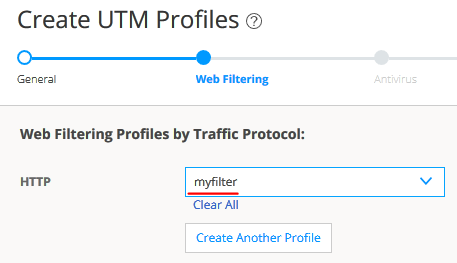 Create UTM Profiles ?
General
Web Filtering
Antivirus
Web Filtering Profiles by Traffic Protocol:
HTTP
myfilter
Clear All
Create Another Profile